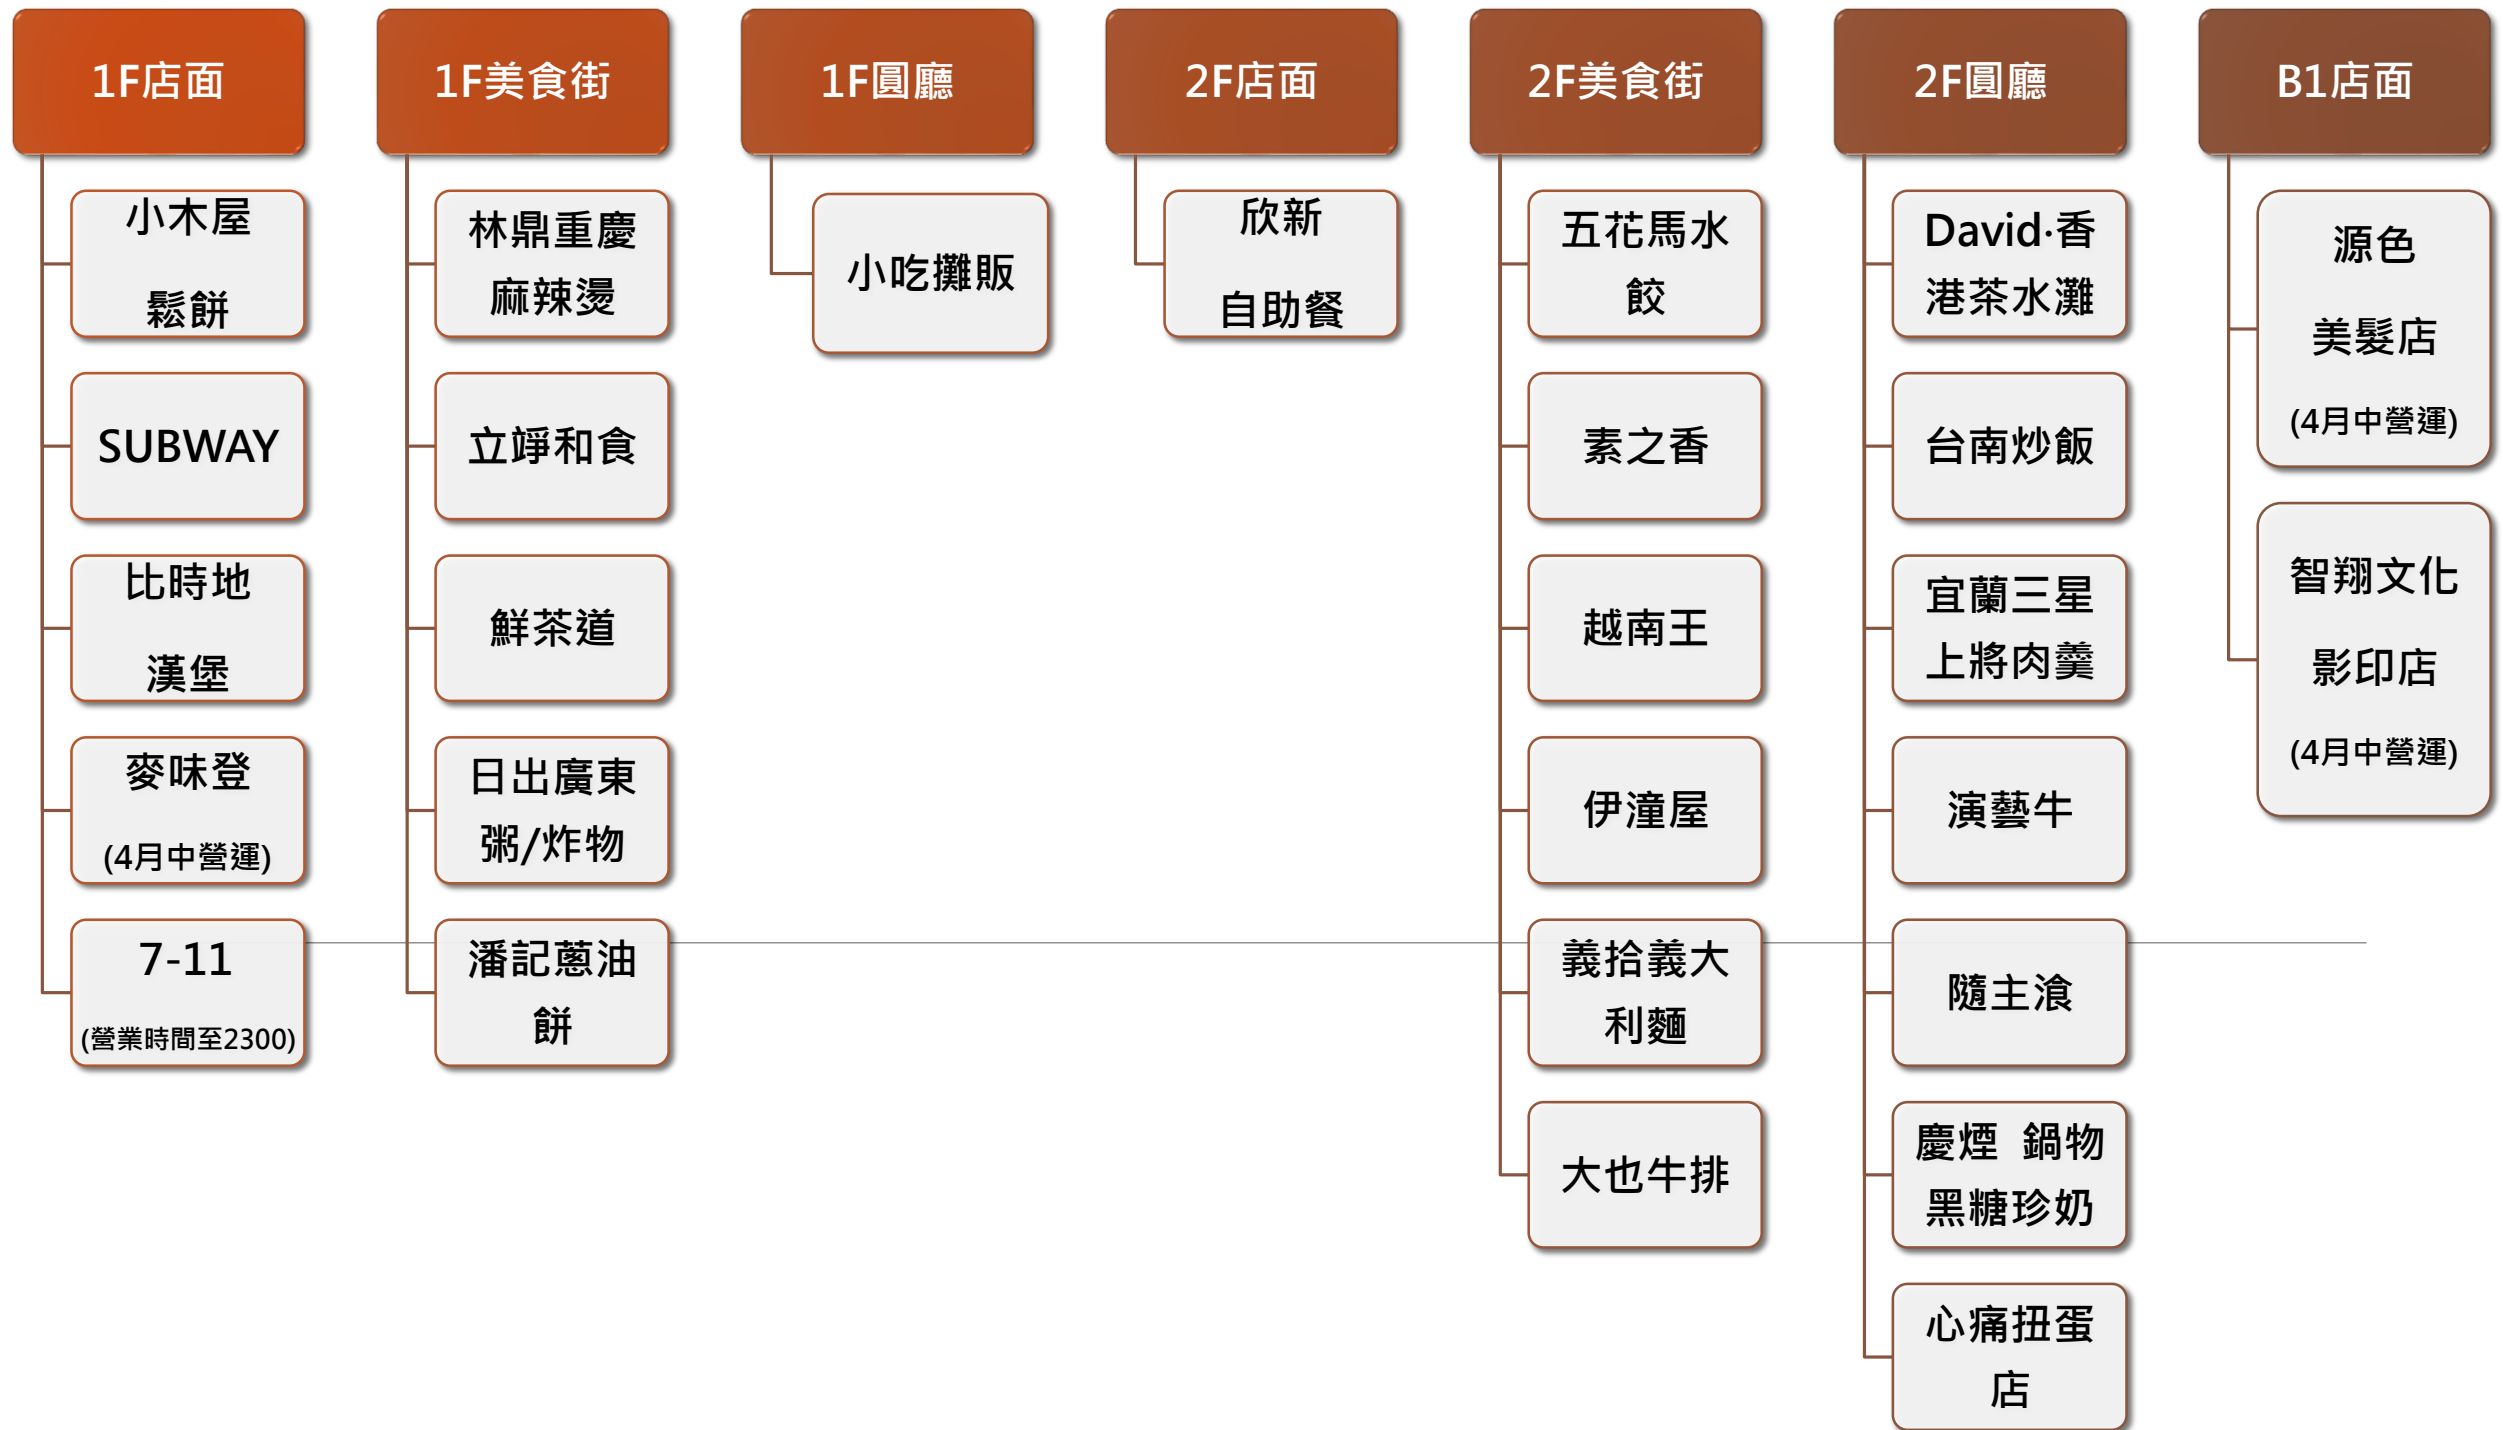 1F店面
小木屋
鬆餅
SUBWAY
比時地
漢堡
麥味登
(4月中營運)
7-11
(營業時間至2300)
1F美食街
林鼎重慶
麻辣燙
立竫和食
鮮茶道
日出廣東
粥/炸物
潘記蔥油
餅
1F圓廳
小吃攤販
2F店面
欣新
自助餐
2F美食街
五花馬水
餃
素之香
越南王
伊潼屋
義拾義大
利麵
大也牛排
2F圓廳
David·香
港茶水灘
台南炒飯
宜蘭三星
上將肉羹
演藝牛
隨主飡
慶煙 鍋物
黑糖珍奶
心痛扭蛋
店
B1店面
源色
美髮店
(4月中營運)
智翔文化
影印店
(4月中營運)